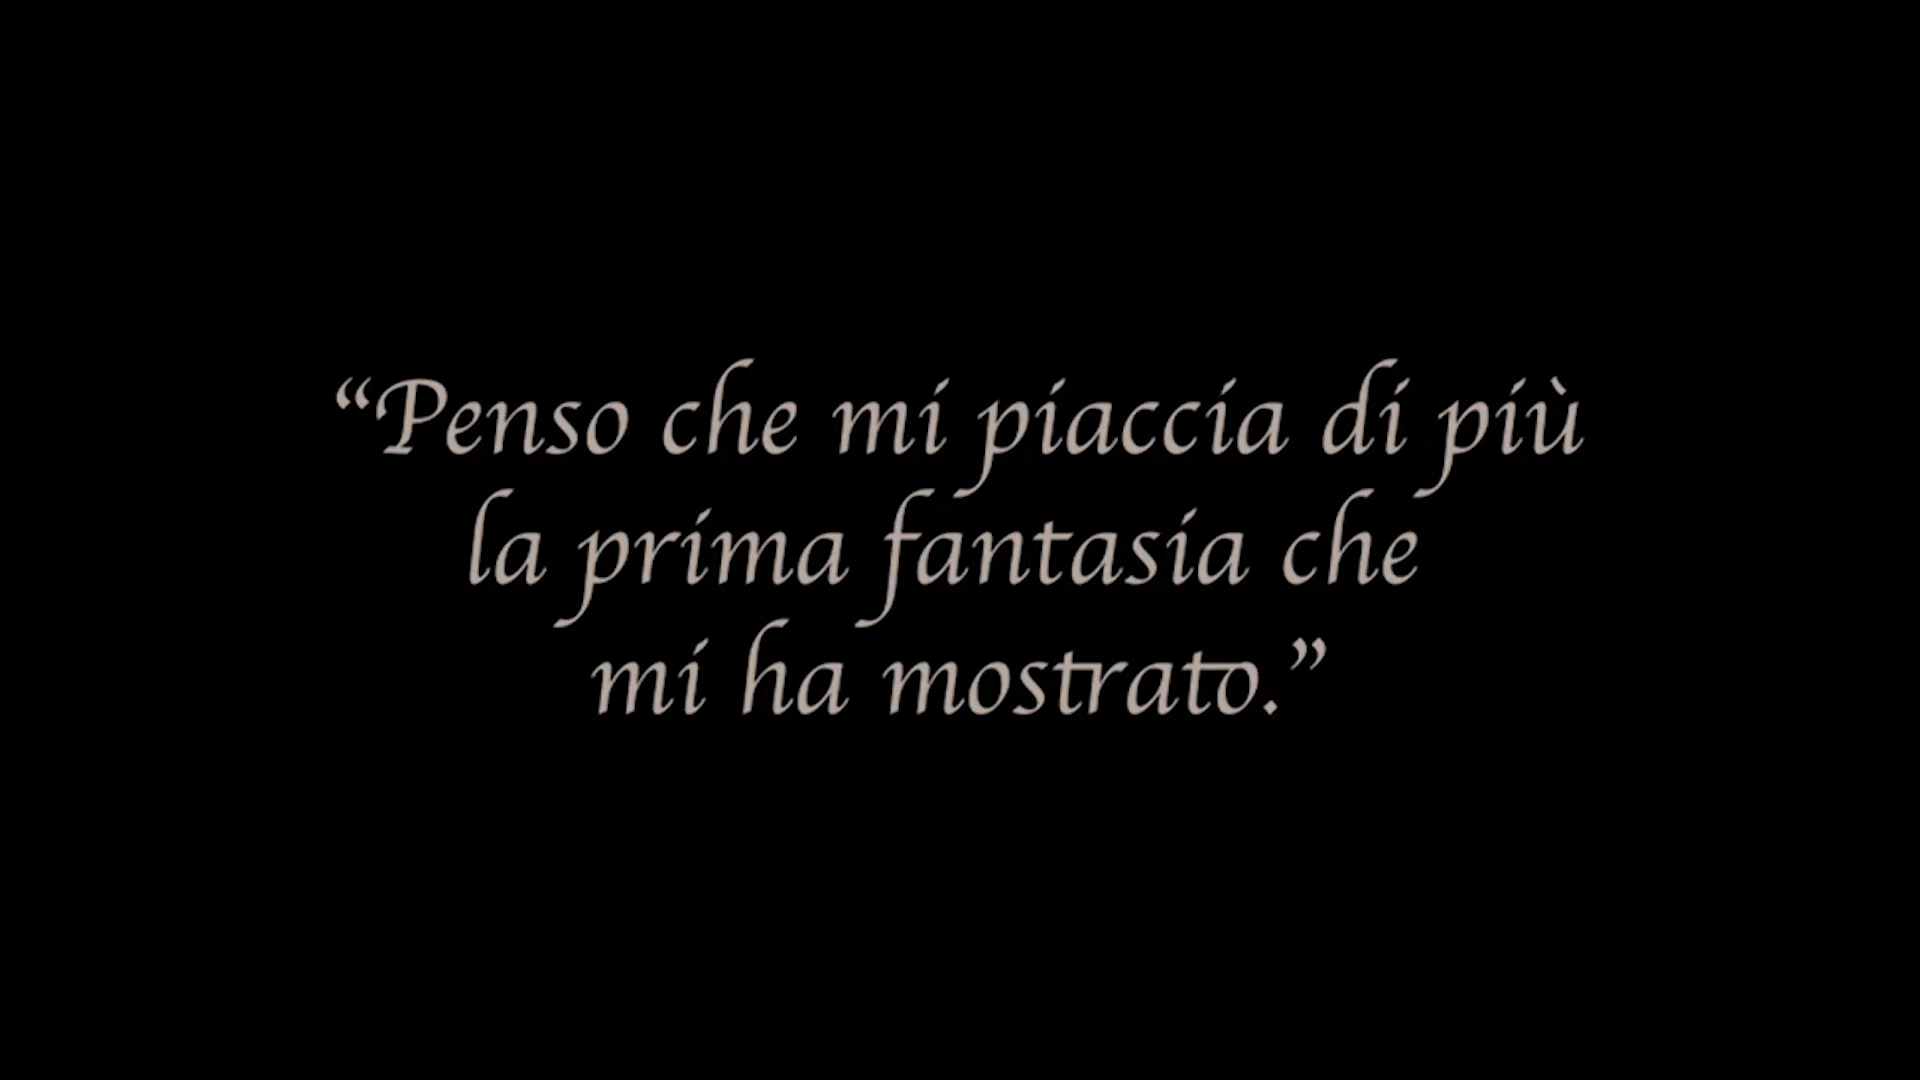 “Penso che mi piaccia di più
la prima fantasia che
mi ha mostrato.”